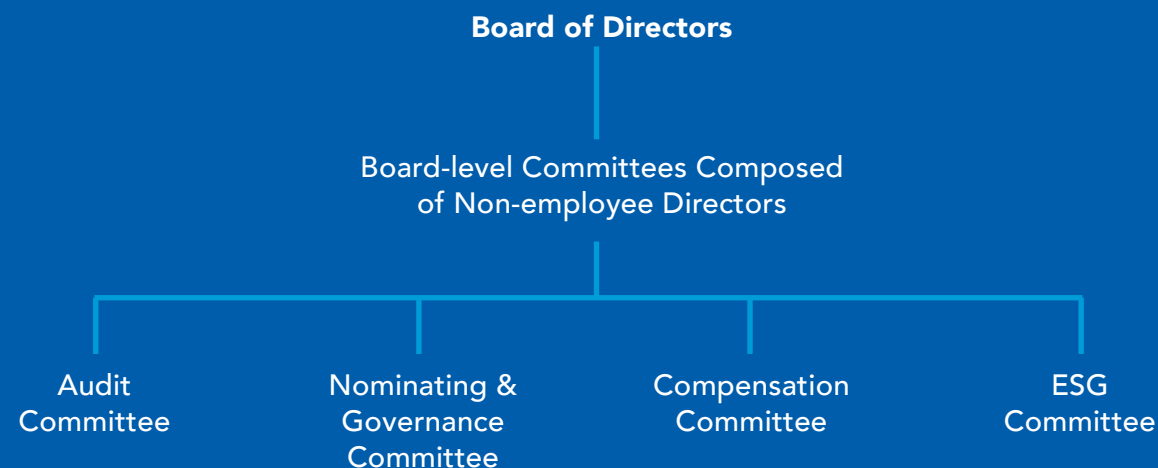 Board of Directors
Board-level Committees Composed
of Non-employee Directors
Audit
Committee
Nominating &
Governance
Committee
Compensation
Committee
ESG
Committee